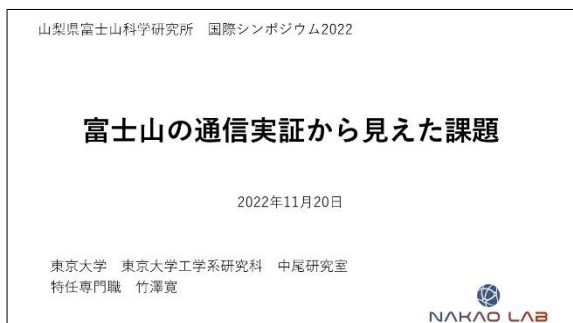 山梨県富士山科学研究所　国際シンポジウム2022
富士山の通信実証から見えた課題
2022年11月20日
東京大学　東京大学工学系研究科　中尾研究室
特任専門職　竹澤寛
NAKAO LAB